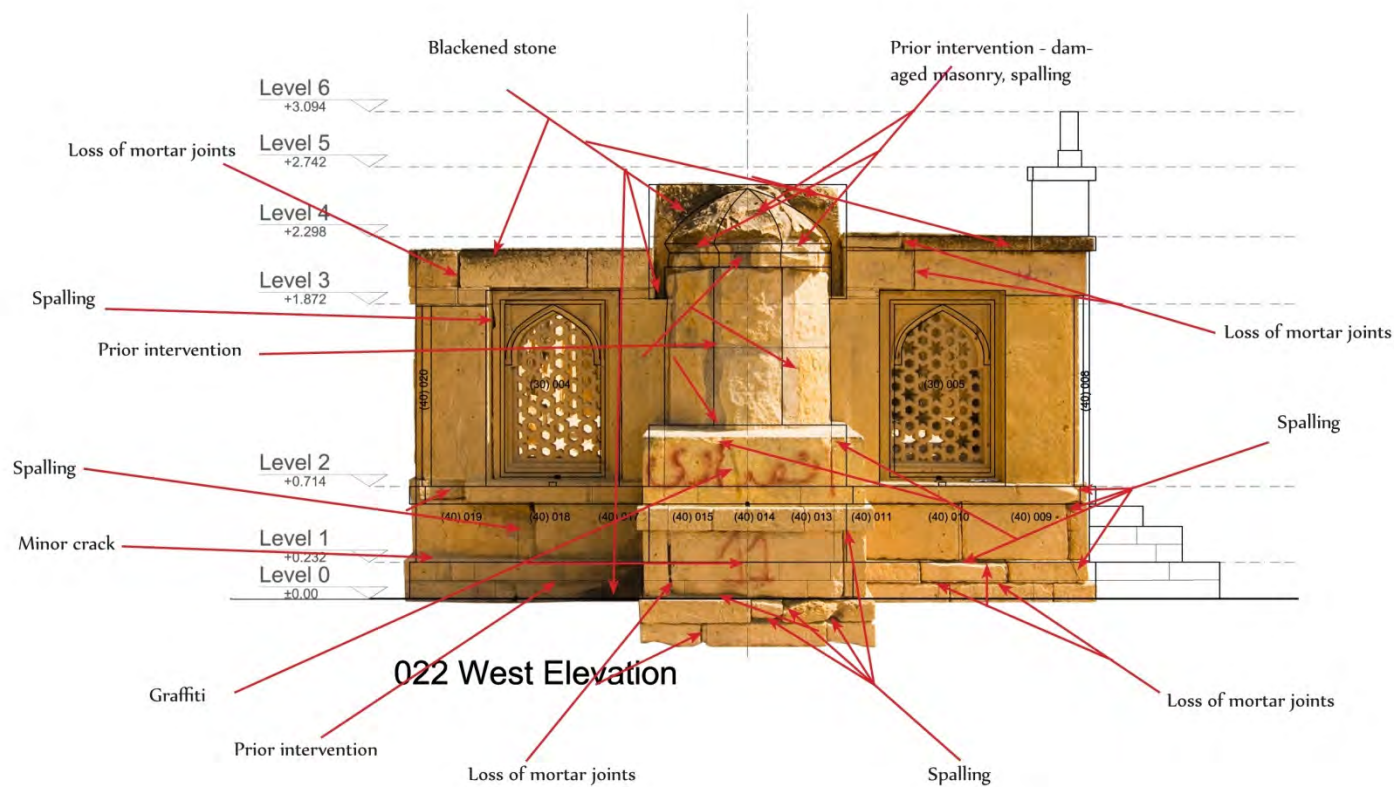 Blackened stone
Prior intervention - dam-
aged masonry, spalling
Level 6
+3.094
Level 5
+2.742
Loss of mortar joints
Level 4
+2.298
Level 3
+1.872
Spalling
Loss of mortar joints
Prior intervention
(40) 020
(30) 004
(30) 005
(40) 008
Spalling
Level 2
+0.714
Spalling
(40) 019
(40) 018
(40) 015
(40) 014
(40) 013
(40) 011
(40) 010
(40) 009
Minor crack
Level 1
+0.232
Level 0
±0.00
11
022 West Elevation
Graffiti
Loss of mortar joints
Prior intervention
Loss of mortar joints
Spalling